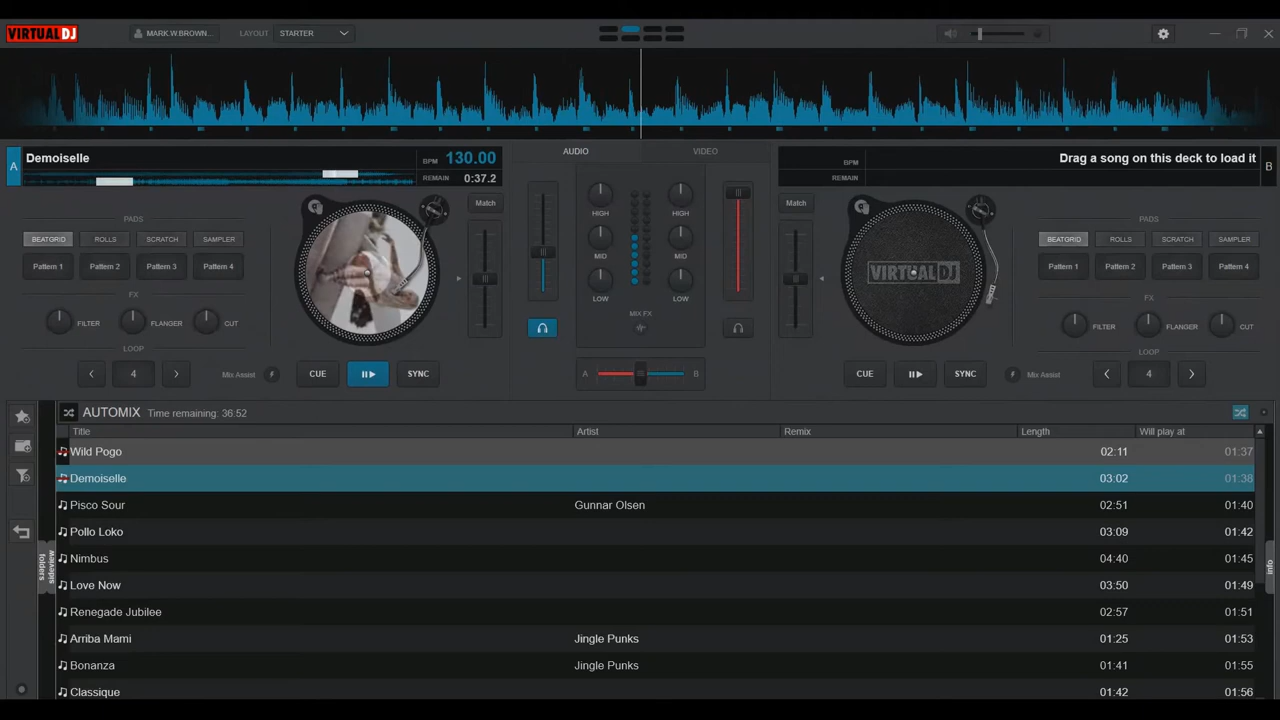 VIRTUALDJ
MARK.W.BROWN...
LAYOUT STARTER
A
Demoiselle
BPM 130.00
REMAIN 0:37.2
AUDIO
VIDEO
BPM
REMAIN
Drag a song on this deck to load it
B
PADS
BEATGRID ROLLS SCRATCH SAMPLER
Pattern 1 Pattern 2 Pattern 3 Pattern 4
FX
FILTER FLANGER CUT
LOOP
4
Mix Assist
CUE
SYNC
Match
HIGH HIGH
MID MID
LOW LOW
MIX FX
A B
Match
VIRTUALDJ
PADS
BEATGRID ROLLS SCRATCH SAMPLER
Pattern 1 Pattern 2 Pattern 3 Pattern 4
FX
FILTER FLANGER CUT
LOOP
CUE
SYNC
Mix Assist
4
AUTOMIX Time remaining: 36:52
Title Artist Remix Length Will play at
Wild Pogo 02:11 01:37
Demoiselle 03:02 01:38
Pisco Sour Gunnar Olsen 02:51 01:40
Pollo Loko 03:09 01:42
Nimbus 04:40 01:45
Love Now 03:50 01:49
Renegade Jubilee 02:57 01:51
Arriba Mami Jingle Punks 01:25 01:53
Bonanza Jingle Punks 01:41 01:55
Classique 01:42 01:56
folders
sideview
info